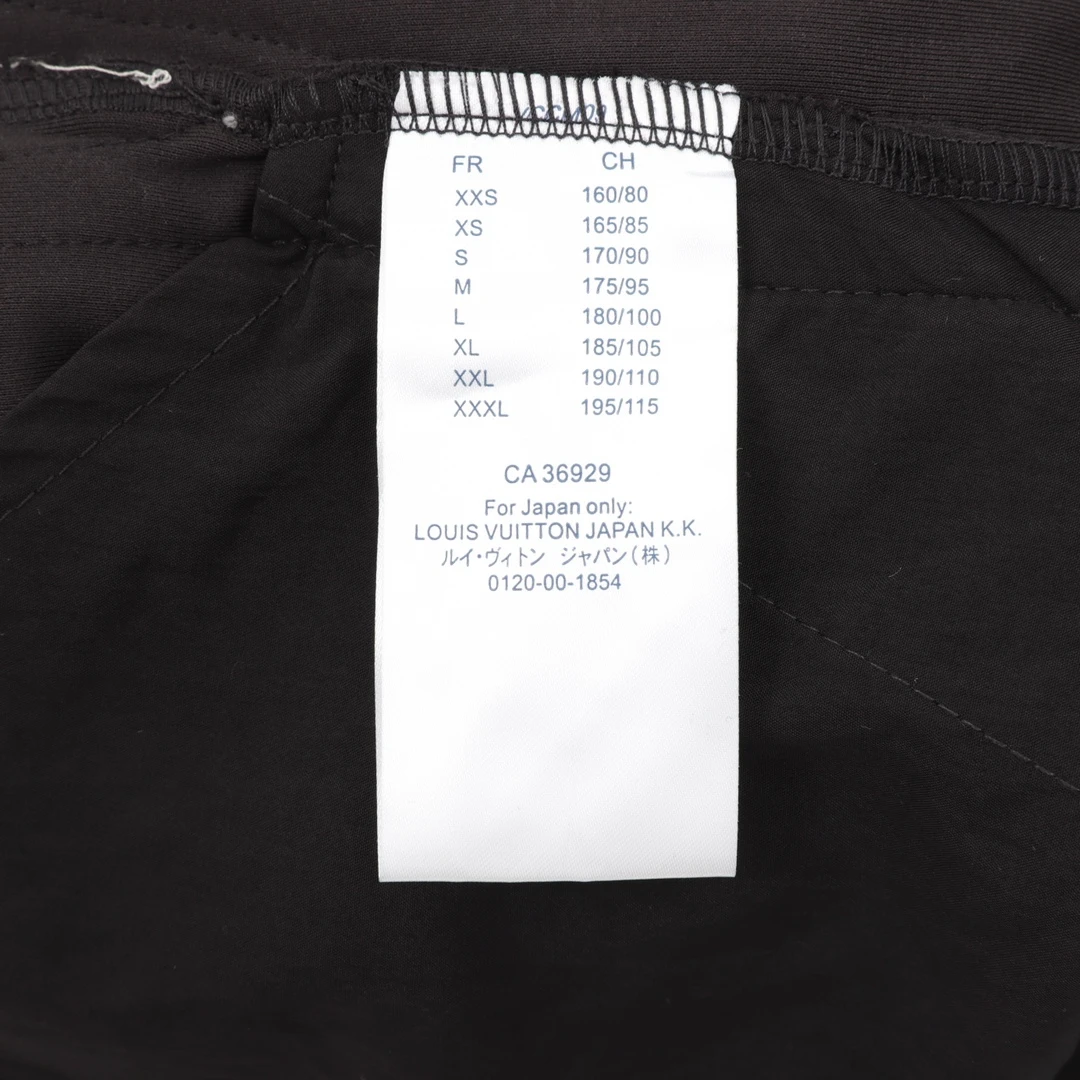 FR CH
XXS 160/80
XS 165/85
S 170/90
M 175/95
L 180/100
XL 185/105
XXL 190/110
XXXL 195/115
CA 36929
For Japan only:
LOUIS VUITTON JAPAN K.K.
ルイ・ヴィトン ジャパン(株)
0120-00-1854